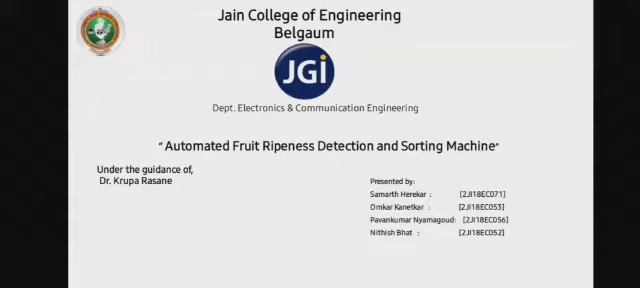 Jain College of Engineering
Belgaum
JGi
Dept. Electronics & Communication Engineering
“ Automated Fruit Ripeness Detection and Sorting Machine”
Under the guidance of,
Dr. Krupa Rasane
Presented by:
Samarth Herekar : [2JI18EC071]
Omkar Kanetkar : [2JI18EC053]
Pavankumar Nyamagoud: [2JI18EC056]
Nithish Bhat : [2JI18EC052]